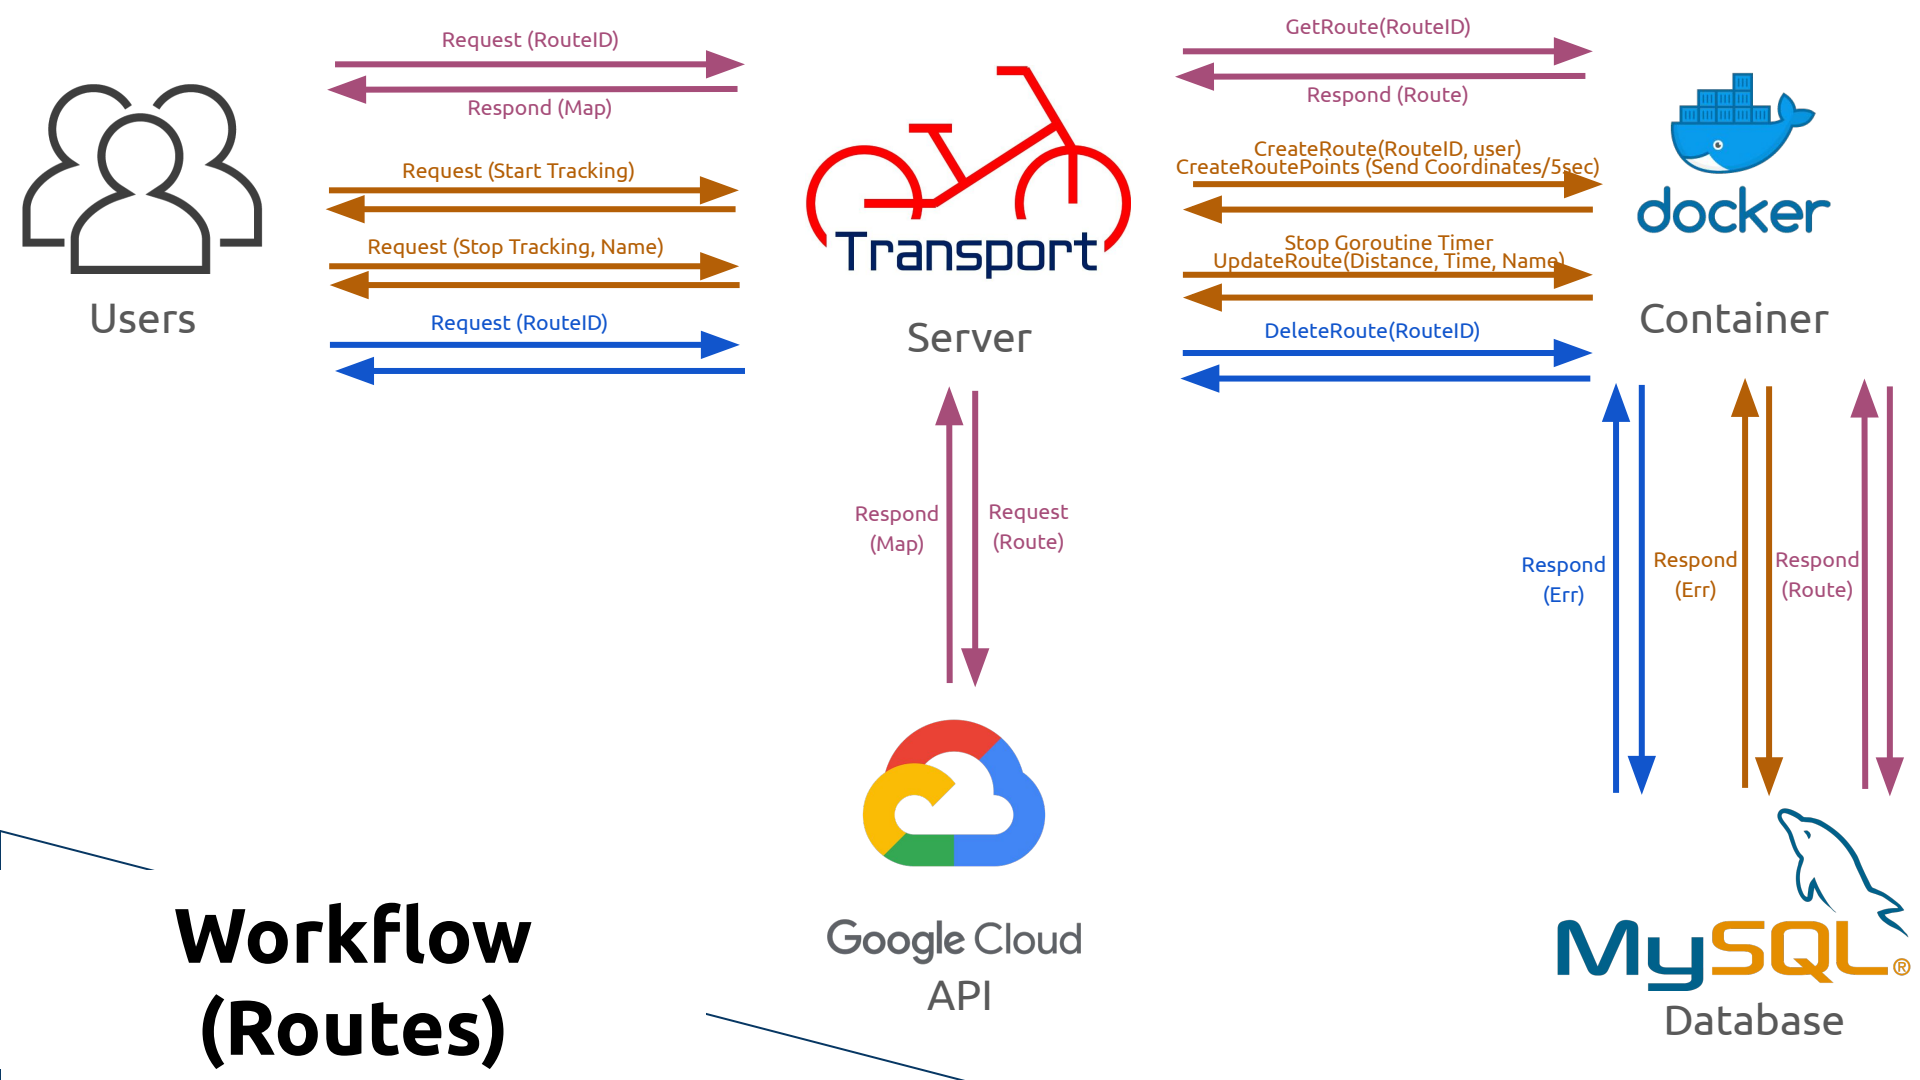 Request (RouteID)
Respond (Map)
Request (Start Tracking)
Request (Stop Tracking, Name)
Request (RouteID)
Users
Transport
Server
GetRoute(RouteID)
Respond (Route)
CreateRoute(RouteID, user)
CreateRoutePoints (Send Coordinates/5sec)
Stop Goroutine Timer
UpdateRoute(Distance, Time, Name)
DeleteRoute(RouteID)
docker
Container
Respond
(Map)
Request
(Route)
Respond
(Err)
Respond
(Err)
Respond
(Route)
Google Cloud
API
MySQL®
Database
Workflow
(Routes)